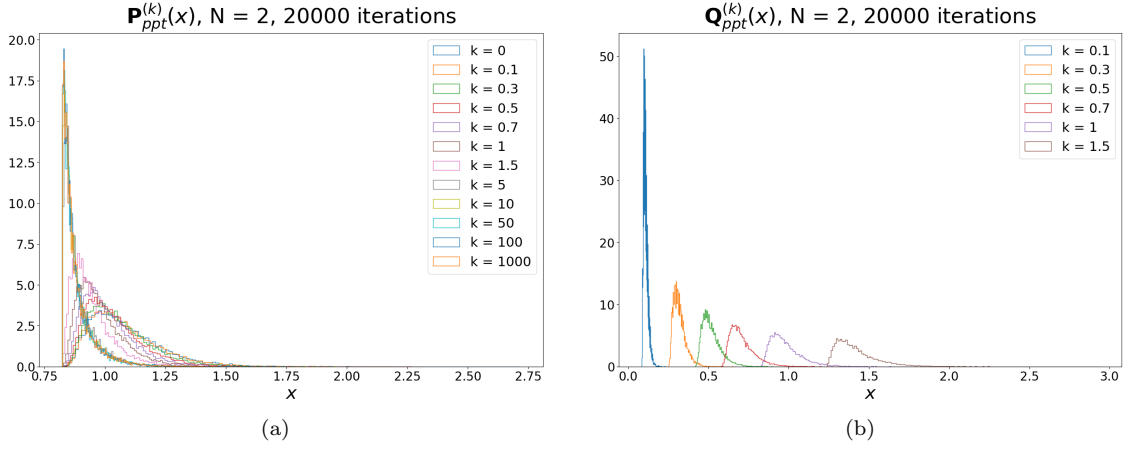 P_ppt^(k)(x), N = 2, 20000 iterations
20.0
17.5
15.0
12.5
10.0
7.5
5.0
2.5
0.0
0.75 1.00 1.25 1.50 1.75 2.00 2.25 2.50 2.75
x
k = 0
k = 0.1
k = 0.3
k = 0.5
k = 0.7
k = 1
k = 1.5
k = 5
k = 10
k = 50
k = 100
k = 1000
(a)
Q_ppt^(k)(x), N = 2, 20000 iterations
50
40
30
20
10
0
0.0 0.5 1.0 1.5 2.0 2.5 3.0
x
k = 0.1
k = 0.3
k = 0.5
k = 0.7
k = 1
k = 1.5
(b)